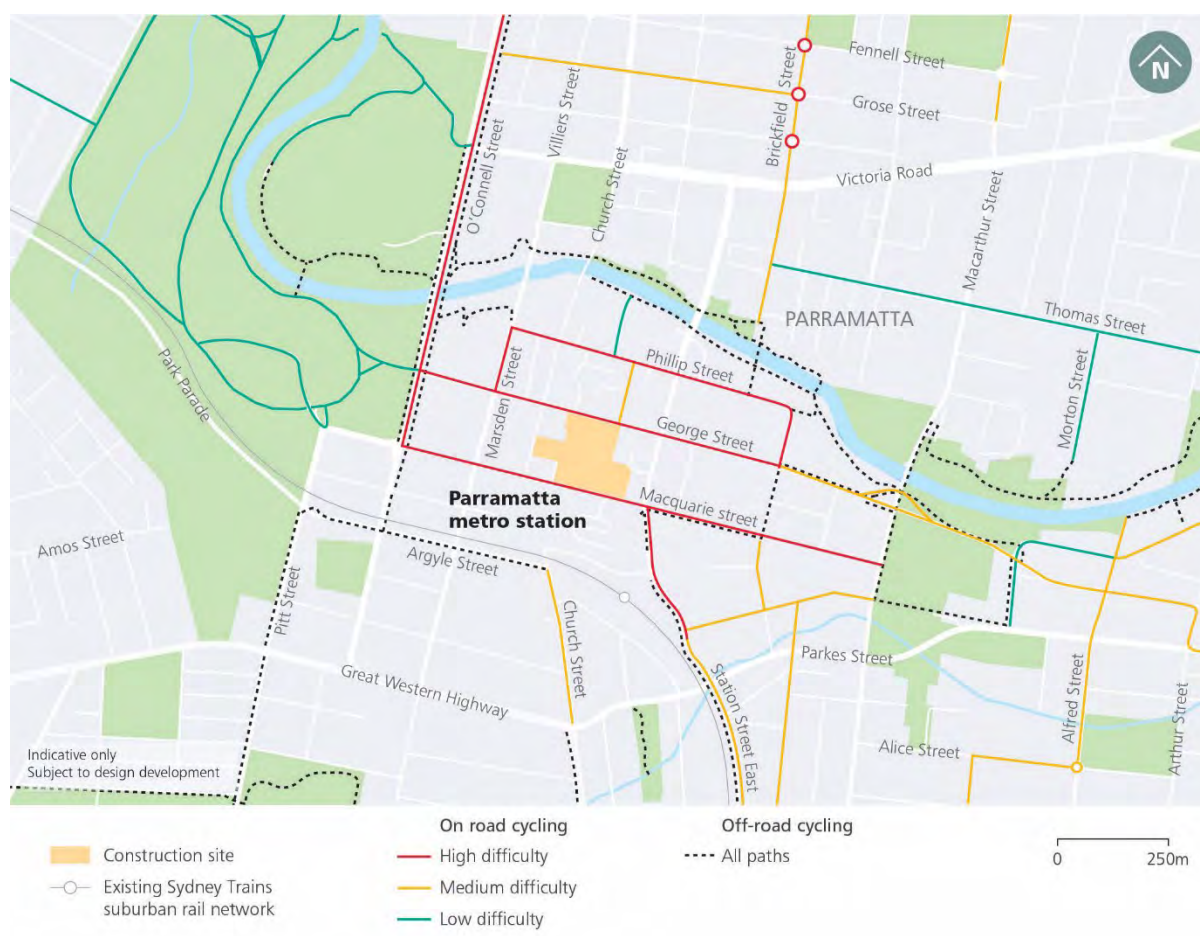 N
Fennell Street
Brickfield Street
Grose Street
Villiers Street
O'Connell Street
Church Street
Victoria Road
Macarthur Street
PARRAMATTA
Thomas Street
Park Parade
Phillip Street
Marsden Street
George Street
Morton Street
Parramatta
metro station
Macquarie street
Amos Street
Argyle Street
Pitt Street
Church Street
Great Western Highway
Station Street East
Parkes Street
Alfred Street
Alice Street
Arthur Street
Indicative only
Subject to design development
On road cycling
Off-road cycling
Construction site
High difficulty
All paths
0 250m
Existing Sydney Trains
suburban rail network
Medium difficulty
Low difficulty